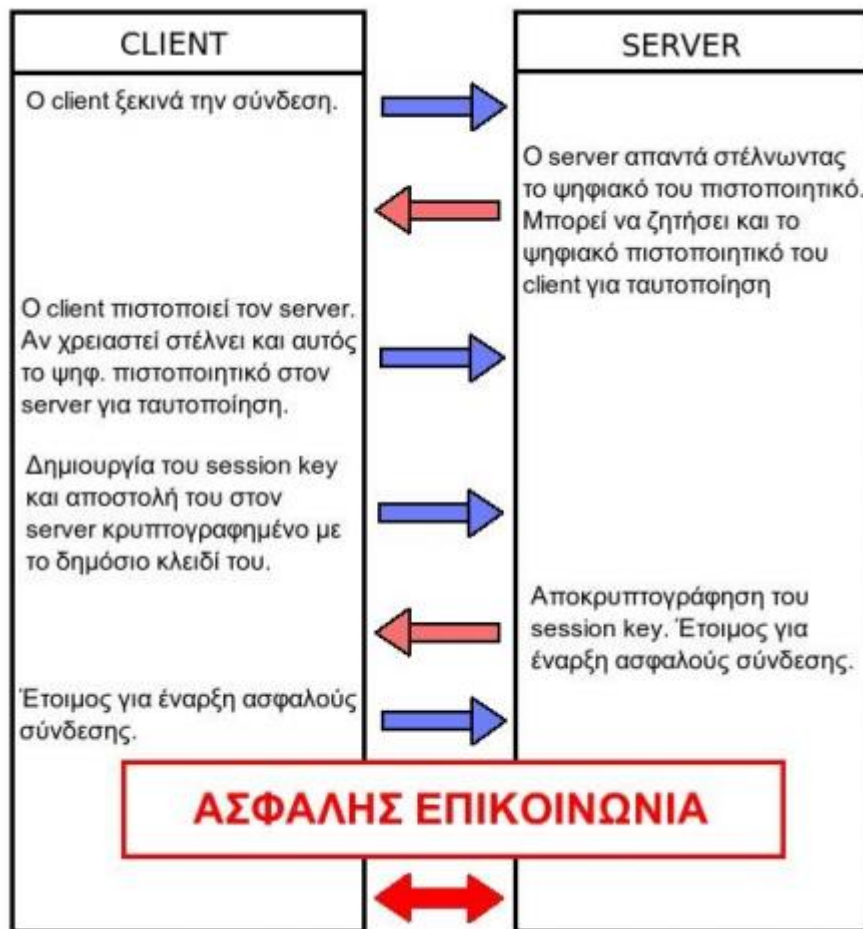 CLIENT
SERVER
Ο client ξεκινά την σύνδεση.
Ο server απαντά στέλνωντας
το ψηφιακό του πιστοποιητικό.
Μπορεί να ζητήσει και το
ψηφιακό πιστοποιητικό του
client για ταυτοποίηση
Ο client πιστοποιεί τον server.
Αν χρειαστεί στέλνει και αυτός
το ψηφ. πιστοποιητικό στον
server για ταυτοποίηση.
Δημιουργία του session key
και αποστολή του στον
server κρυπτογραφημένο με
το δημόσιο κλειδί του.
Αποκρυπτογράφηση του
session key. Έτοιμος για
έναρξη ασφαλούς σύνδεσης.
Έτοιμος για έναρξη ασφαλούς
σύνδεσης.
ΑΣΦΑΛΗΣ ΕΠΙΚΟΙΝΩΝΙΑ